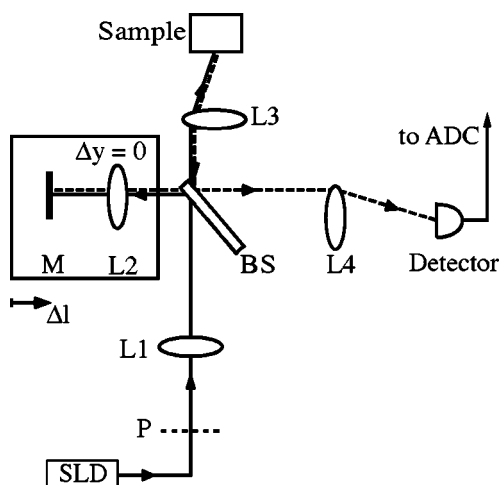 Sample
L3
to ADC
Δy = 0
M
L2
BS
L4
Detector
Δl
L1
P
SLD